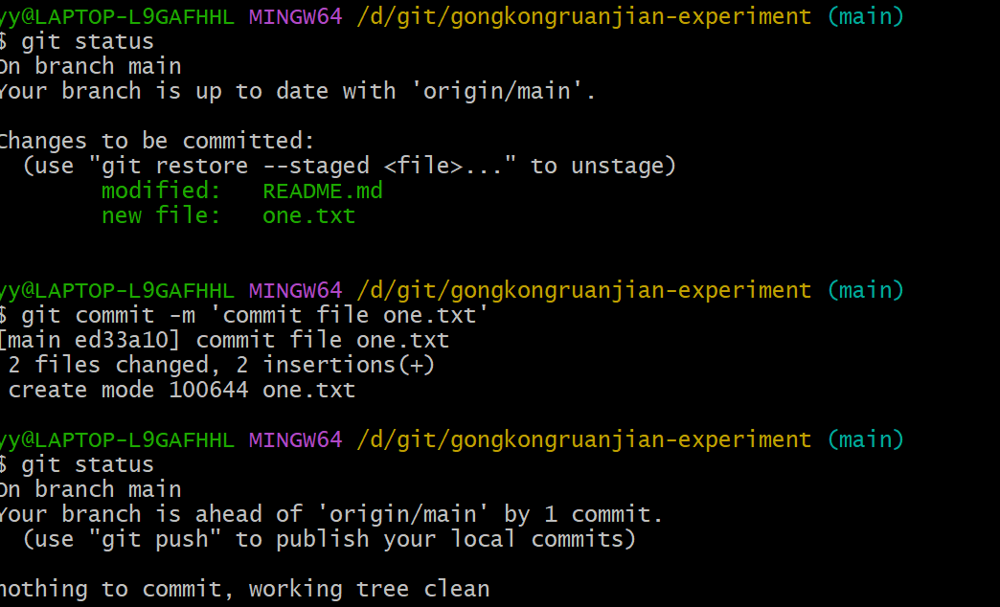 yy@LAPTOP-L9GAFHHL MINGW64 /d/git/gongkongruanjian-experiment (main)
$ git status
On branch main
Your branch is up to date with 'origin/main'.
Changes to be committed:
  (use "git restore --staged <file>..." to unstage)
        modified:   README.md
        new file:   one.txt
yy@LAPTOP-L9GAFHHL MINGW64 /d/git/gongkongruanjian-experiment (main)
$ git commit -m 'commit file one.txt'
[main ed33a10] commit file one.txt
 2 files changed, 2 insertions(+)
 create mode 100644 one.txt
yy@LAPTOP-L9GAFHHL MINGW64 /d/git/gongkongruanjian-experiment (main)
$ git status
On branch main
Your branch is ahead of 'origin/main' by 1 commit.
  (use "git push" to publish your local commits)
nothing to commit, working tree clean